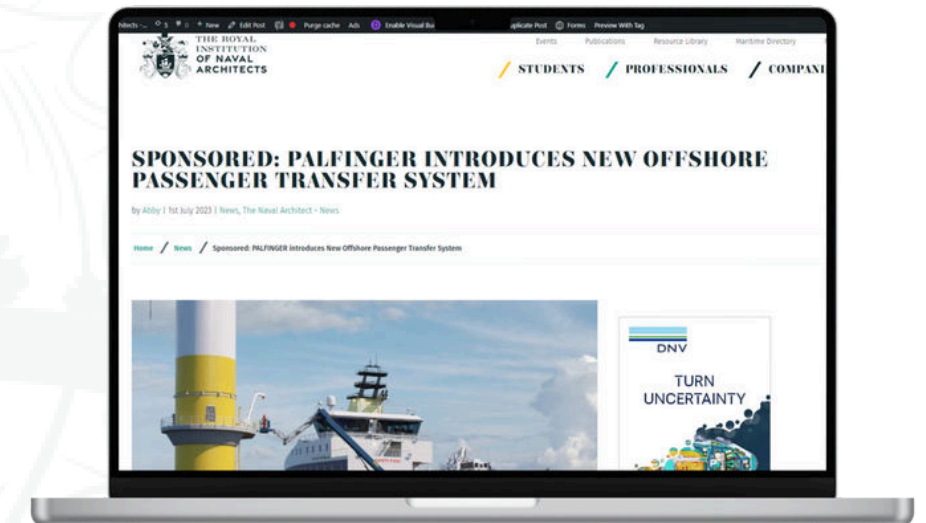 hitects -... 5 0 + New Edit Post Purge cache Ads Enable Visual Bu uplicate Post Forms Preview With Tag
THE ROYAL
INSTITUTION
OF NAVAL
ARCHITECTS
Events Publications Resource Library Maritime Directory
/ STUDENTS / PROFESSIONALS / COMPANI
SPONSORED: PALFINGER INTRODUCES NEW OFFSHORE
PASSENGER TRANSFER SYSTEM
by Abby | 1st July 2023 | News, The Naval Architect - News
Home / News / Sponsored: PALFINGER introduces New Offshore Passenger Transfer System
DNV
TURN
UNCERTAINTY